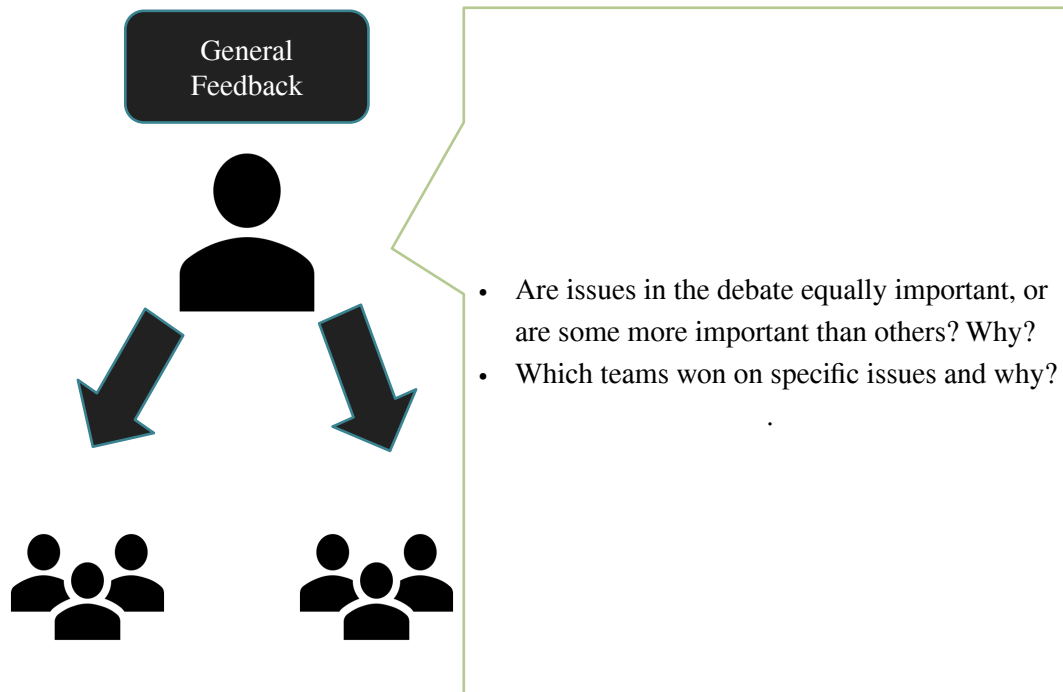 General
Feedback
• Are issues in the debate equally important, or
are some more important than others? Why?
• Which teams won on specific issues and why?
.